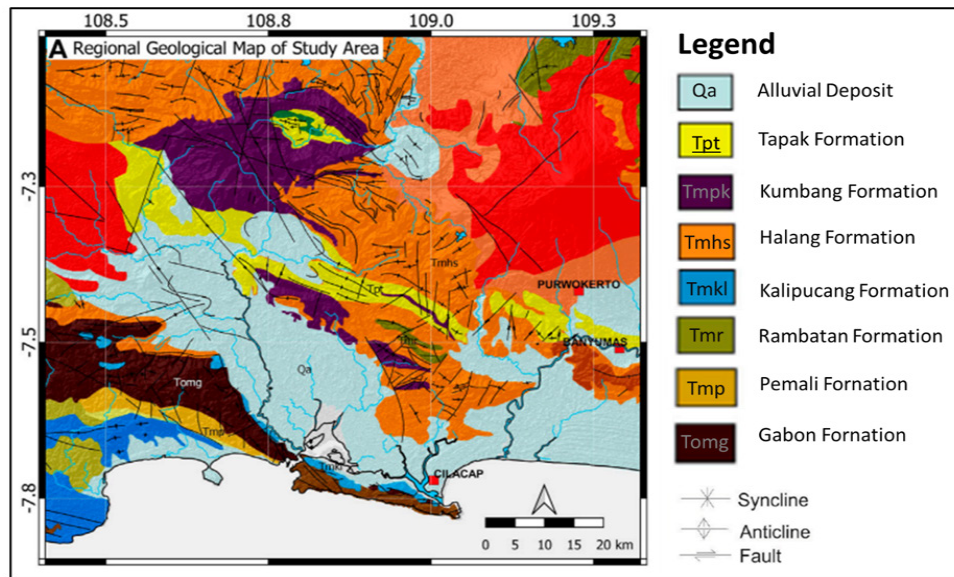 108.5 108.8 109.0 109.3
A Regional Geological Map of Study Area
-7.3
-7.5
-7.8
Tmhs
Tpt
PURWOKERTO
BANYUMAS
Tmr
Qa
Tomg
Tmp
Tmkl
CILACAP
0 5 10 15 20 km
Legend
Qa Alluvial Deposit
Tpt Tapak Formation
Tmpk Kumbang Formation
Tmhs Halang Formation
Tmkl Kalipucang Formation
Tmr Rambatan Formation
Tmp Pemali Fornation
Tomg Gabon Fornation
Syncline
Anticline
Fault